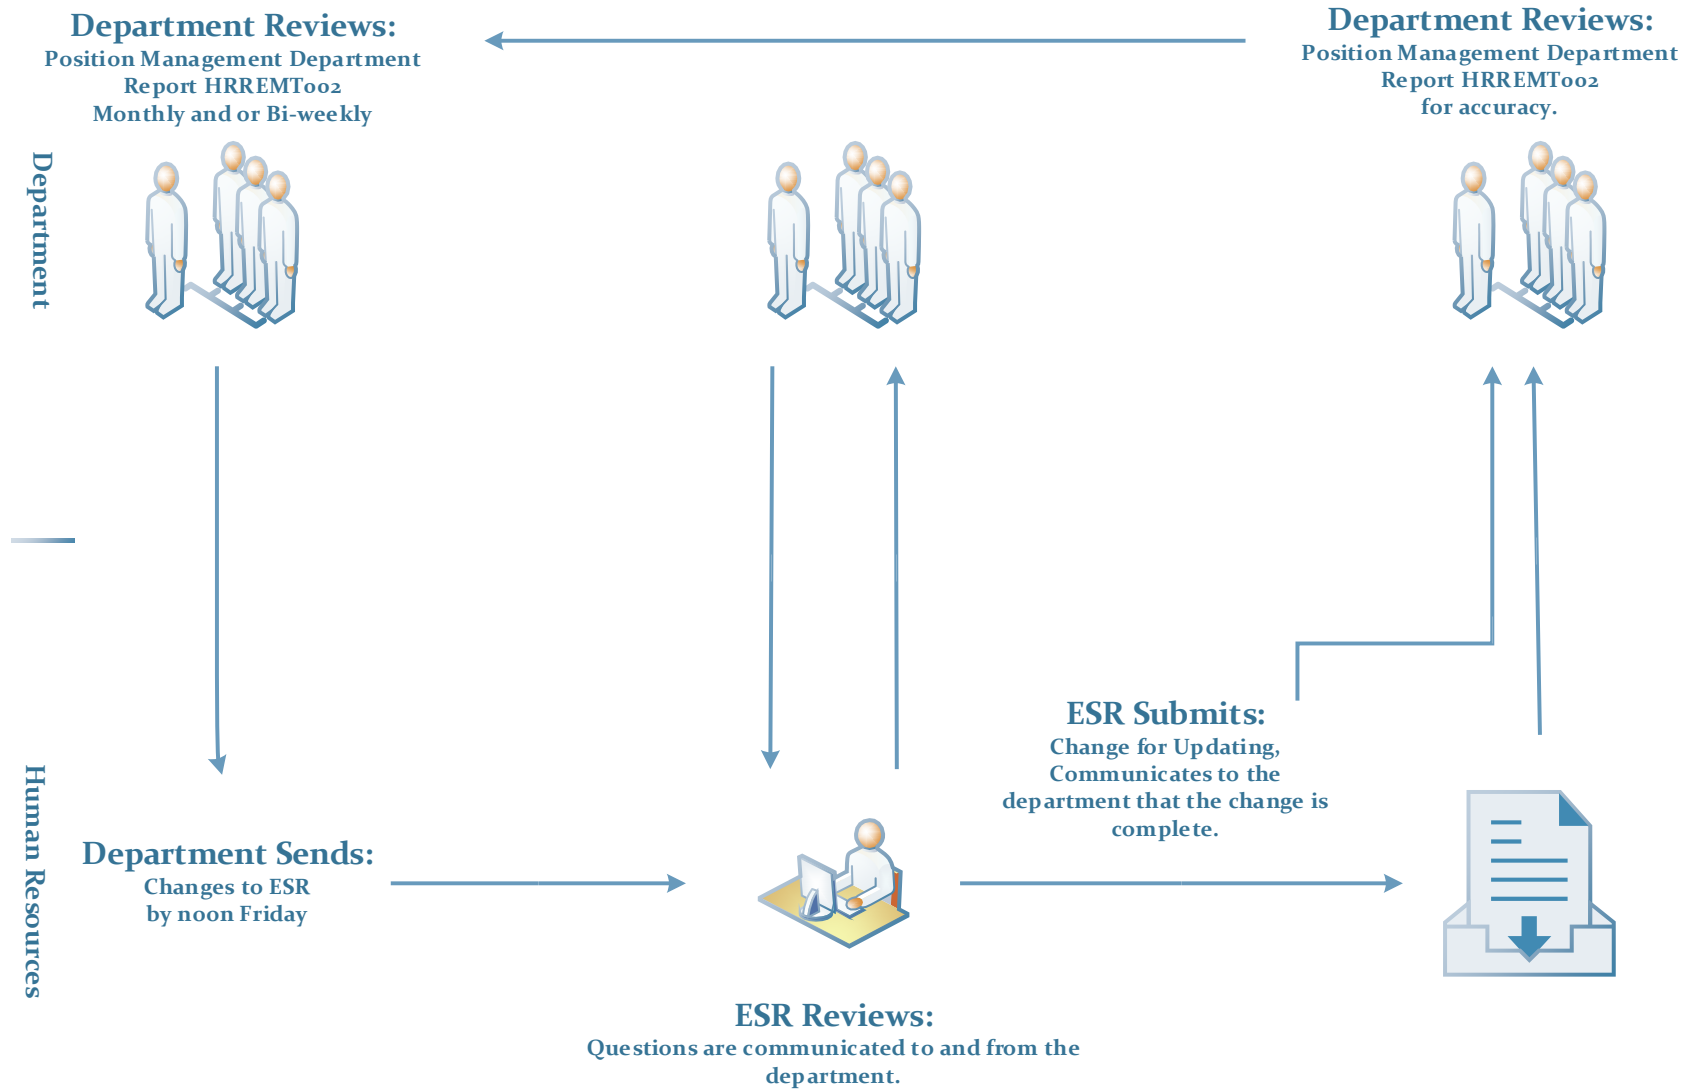 Department Reviews:
Position Management Department
Report HRREMT002
Monthly and or Bi-weekly
Department Reviews:
Position Management Department
Report HRREMT002
for accuracy.
Department
Human Resources
Department Sends:
Changes to ESR
by noon Friday
ESR Submits:
Change for Updating,
Communicates to the
department that the change is
complete.
ESR Reviews:
Questions are communicated to and from the
department.